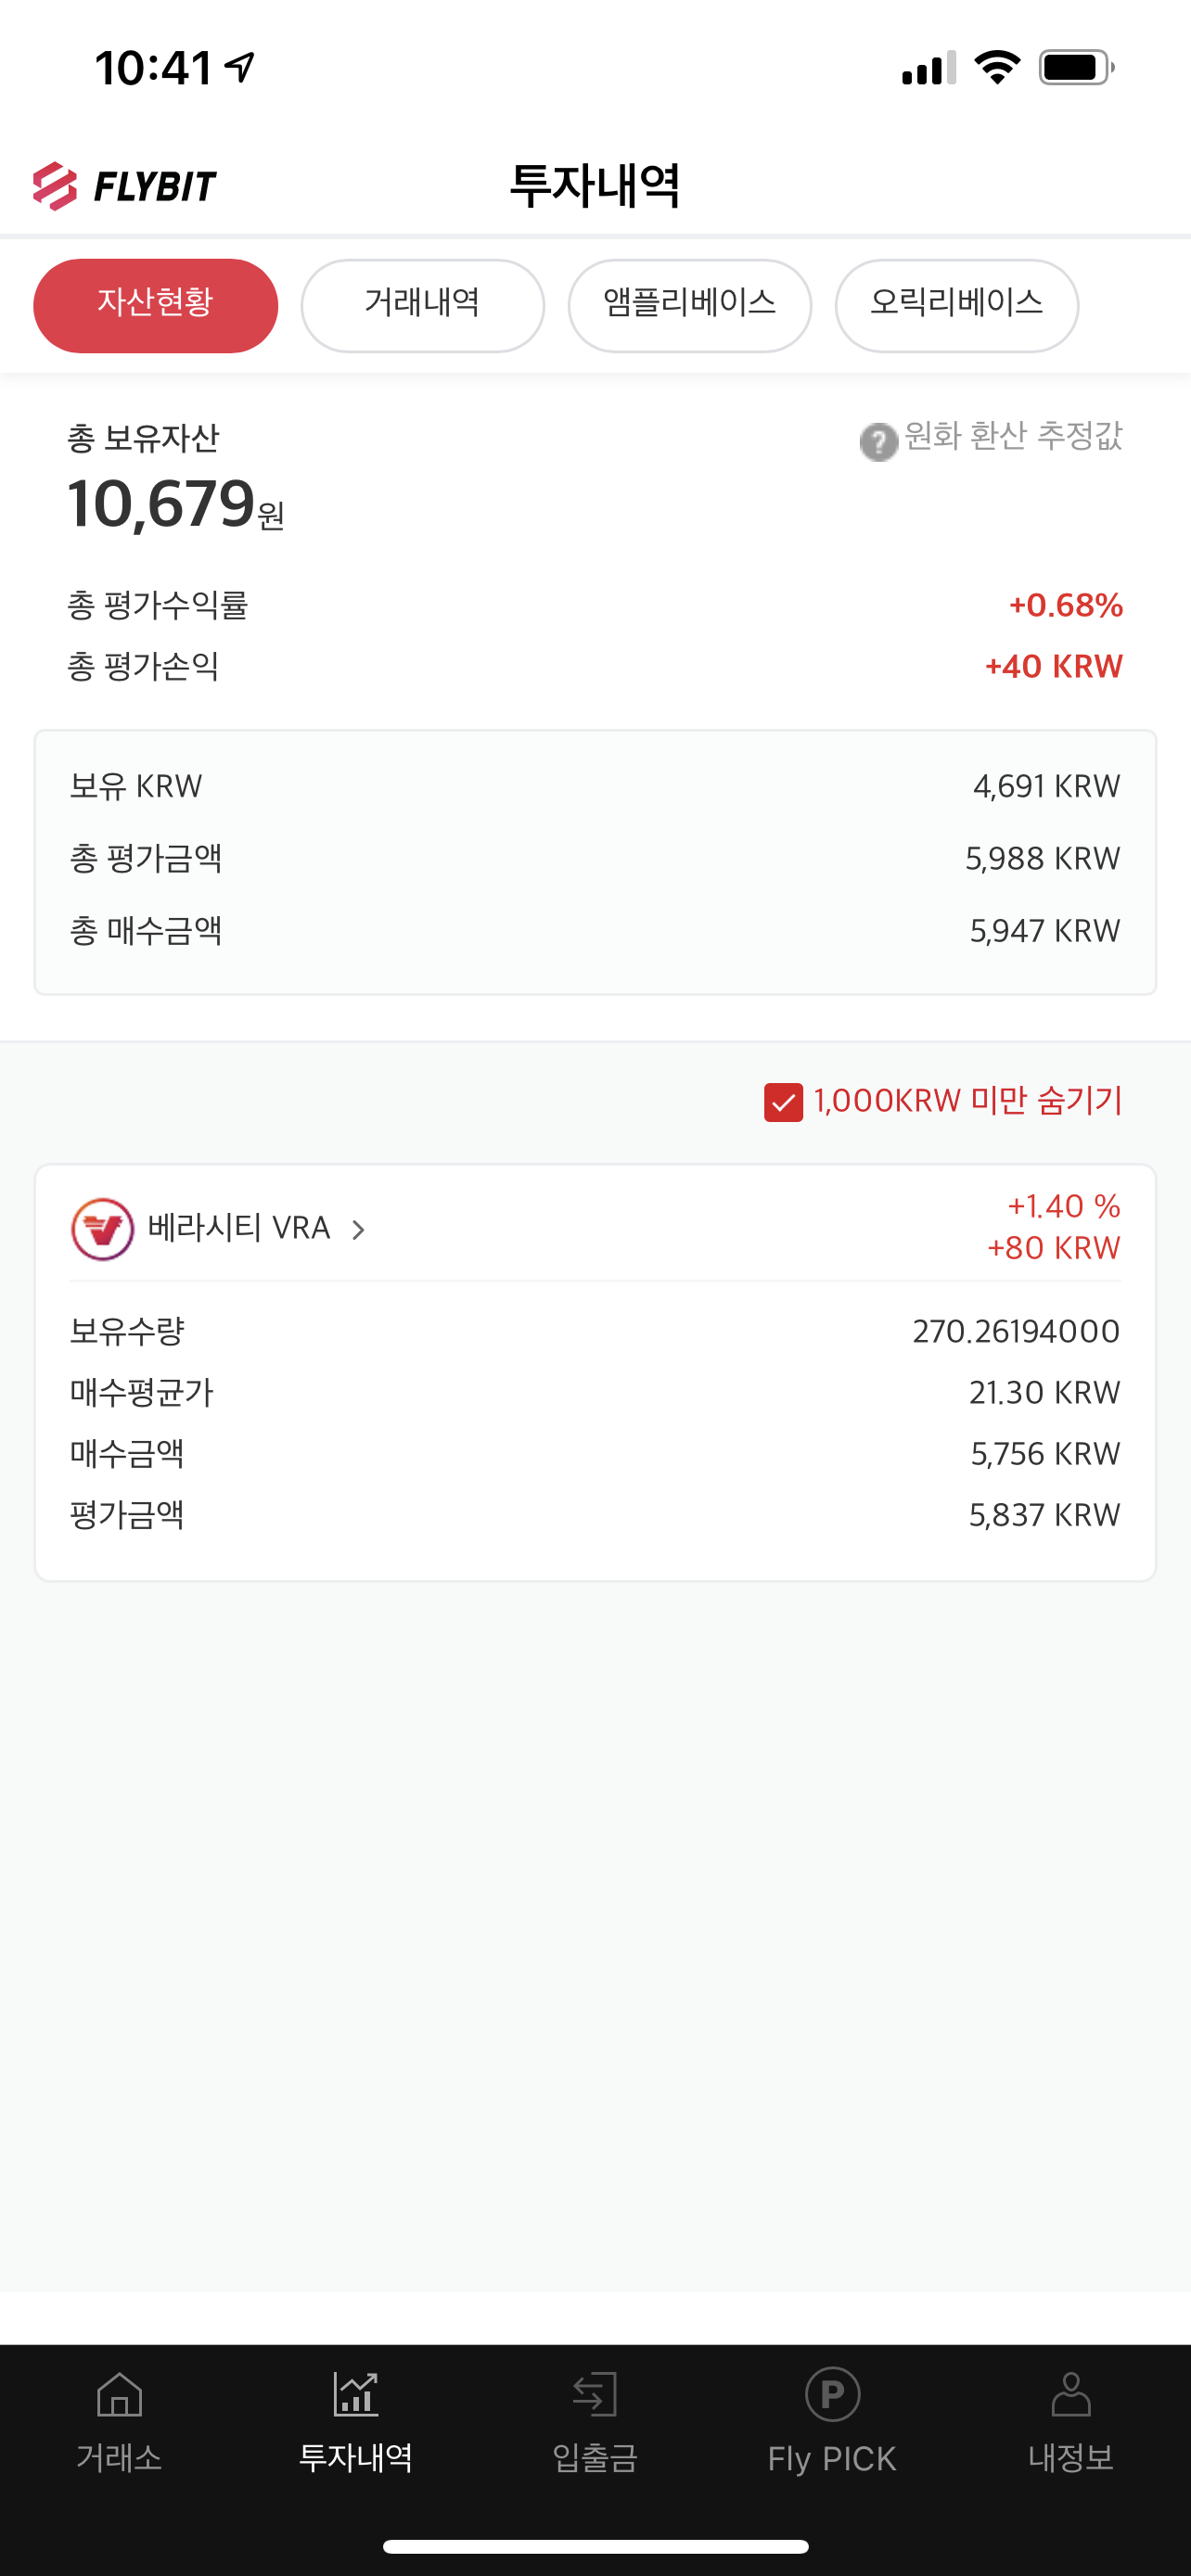 10:41
FLYBIT 투자내역
자산현황 거래내역 앰플리베이스 오릭리베이스
총 보유자산 ? 원화 환산 추정값
10,679원
총 평가수익률 +0.68%
총 평가손익 +40 KRW
보유 KRW 4,691 KRW
총 평가금액 5,988 KRW
총 매수금액 5,947 KRW
1,000KRW 미만 숨기기
베라시티 VRA > +1.40 %
+80 KRW
보유수량 270.26194000
매수평균가 21.30 KRW
매수금액 5,756 KRW
평가금액 5,837 KRW
P
거래소 투자내역 입출금 Fly PICK 내정보